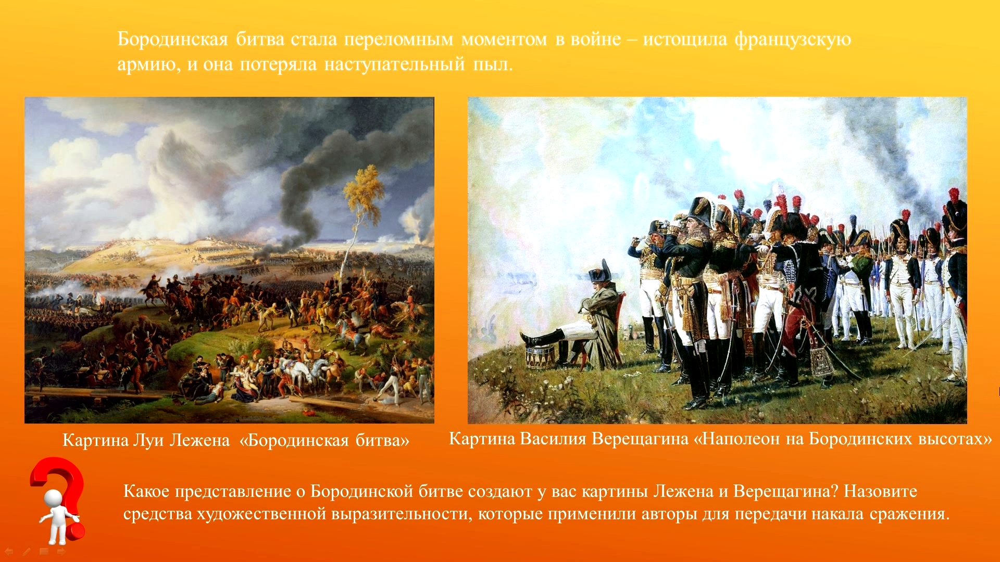 Бородинская битва стала переломным моментом в войне – истощила французскую
армию, и она потеряла наступательный пыл.
Картина Луи Лежена «Бородинская битва»
Картина Василия Верещагина «Наполеон на Бородинских высотах»
Какое представление о Бородинской битве создают у вас картины Лежена и Верещагина? Назовите
средства художественной выразительности, которые применили авторы для передачи накала сражения.